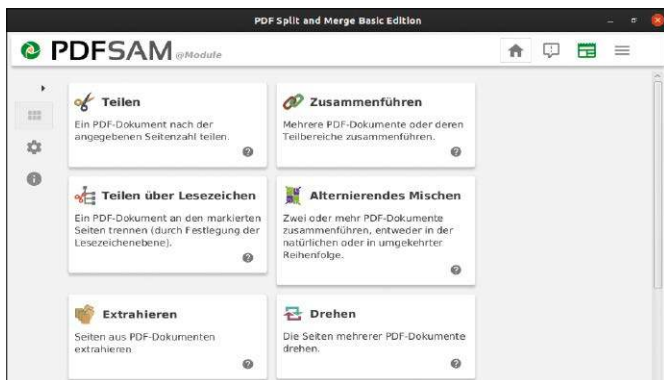 PDF Split and Merge Basic Edition
PDFSAM @Module
Teilen
Ein PDF-Dokument nach der
angegebenen Seitenzahl teilen.
Zusammenführen
Mehrere PDF-Dokumente oder deren
Teilbereiche zusammenführen.
Teilen über Lesezeichen
Ein PDF-Dokument an den markierten
Seiten trennen (durch Festlegung der
Lesezeichenebene).
Alternierendes Mischen
Zwei oder mehr PDF-Dokumente
zusammenführen, entweder in der
natürlichen oder in umgekehrter
Reihenfolge.
Extrahieren
Seiten aus PDF-Dokumenten
extrahieren
Drehen
Die Seiten mehrerer PDF-Dokumente
drehen.